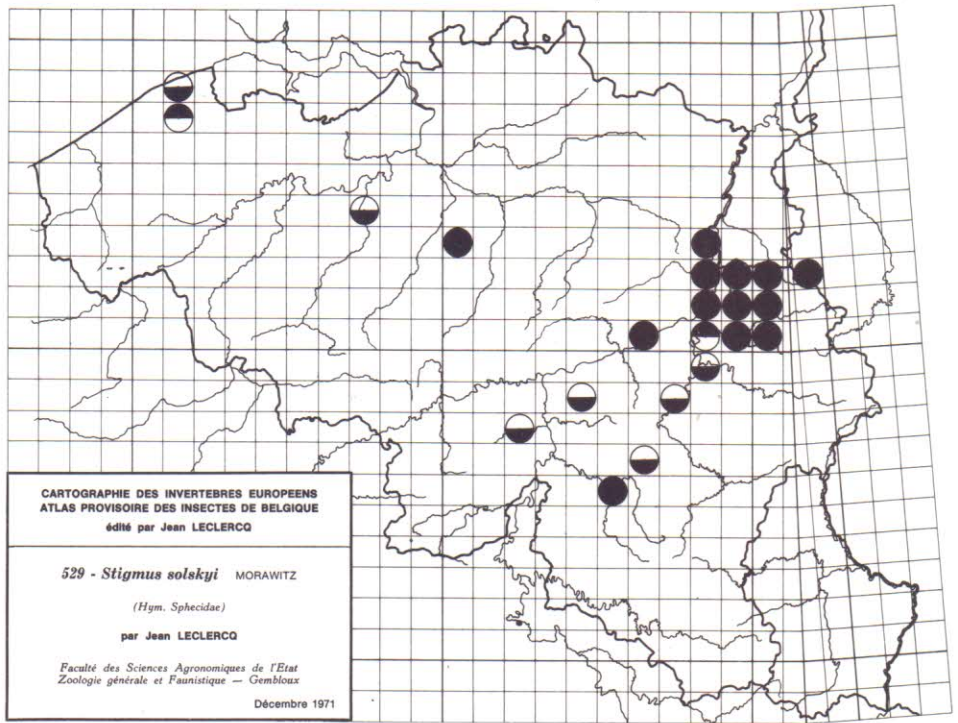 CARTOGRAPHIE DES INVERTEBRES EUROPEENS
ATLAS PROVISOIRE DES INSECTES DE BELGIQUE
édité par Jean LECLERCQ
529 - Stigmus solskyi MORAWITZ
(Hym. Sphecidae)
par Jean LECLERCQ
Faculté des Sciences Agronomiques de l'Etat
Zoologie générale et Faunistique — Gembloux
Décembre 1971